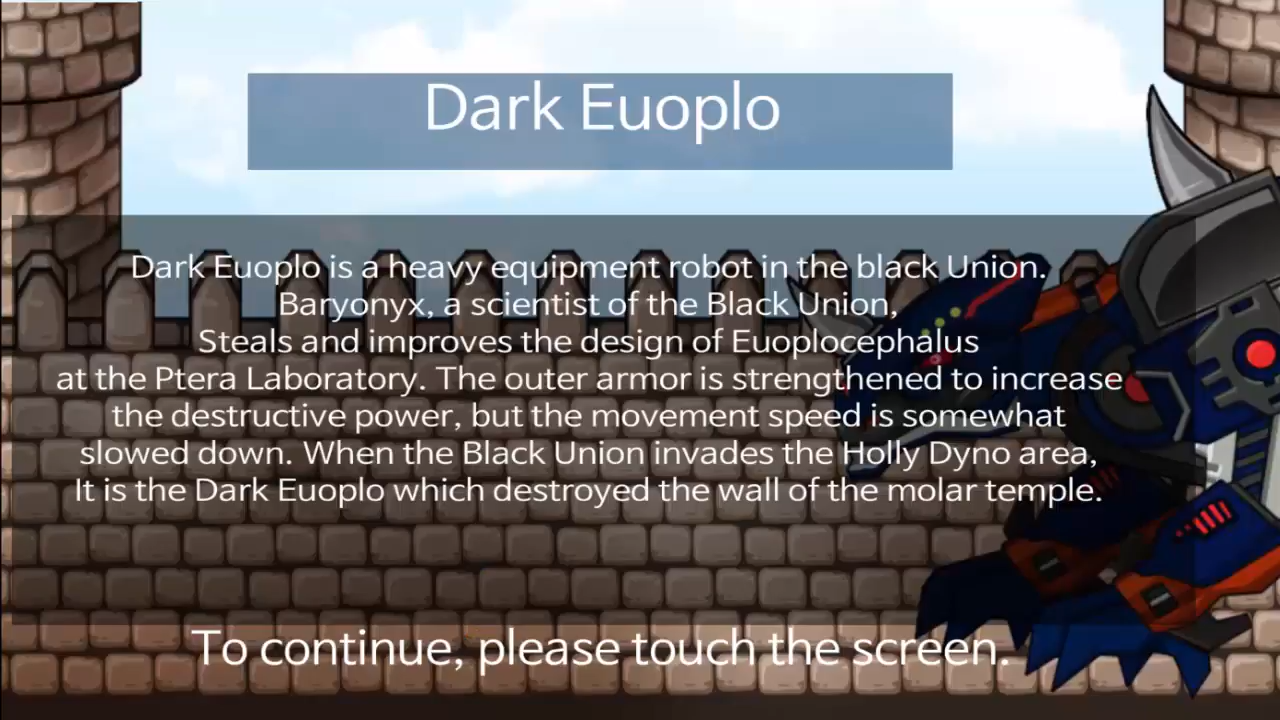 Dark Euoplo
Dark Euoplo is a heavy equipment robot in the black Union.
Baryonyx, a scientist of the Black Union,
Steals and improves the design of Euoplocephalus
at the Ptera Laboratory. The outer armor is strengthened to increase
the destructive power, but the movement speed is somewhat
slowed down. When the Black Union invades the Holly Dyno area,
It is the Dark Euoplo which destroyed the wall of the molar temple.
To continue, please touch the screen.